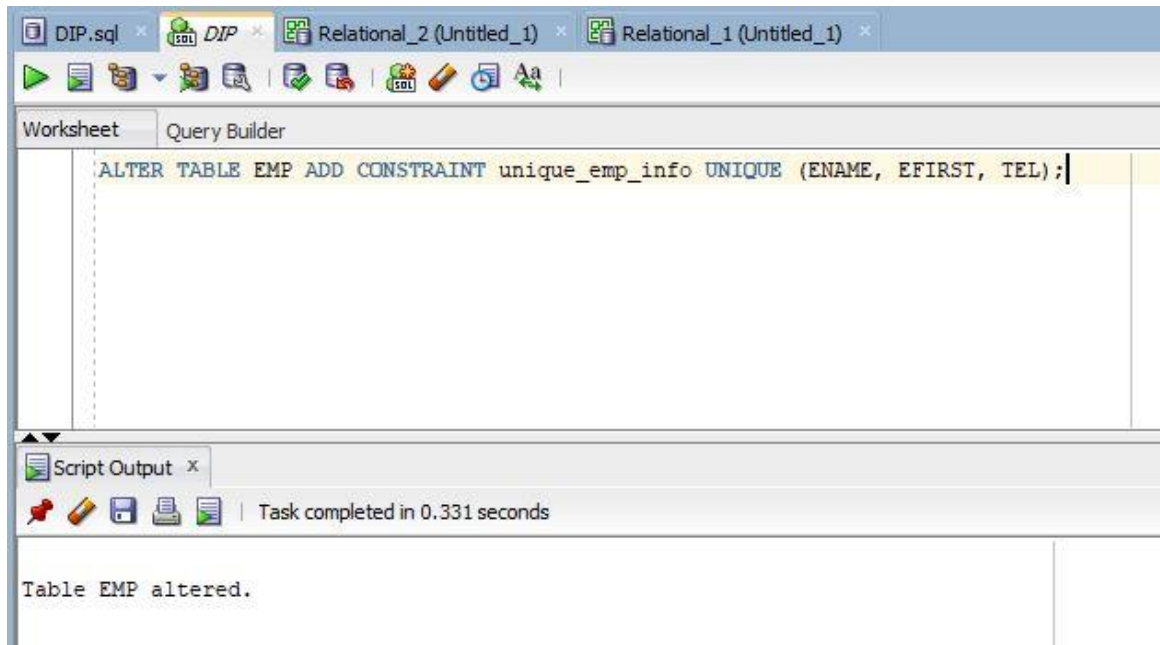 DIP.sql DIP Relational_2 (Untitled_1) Relational_1 (Untitled_1)
Worksheet Query Builder
ALTER TABLE EMP ADD CONSTRAINT unique_emp_info UNIQUE (ENAME, EFIRST, TEL);
Script Output
Task completed in 0.331 seconds
Table EMP altered.